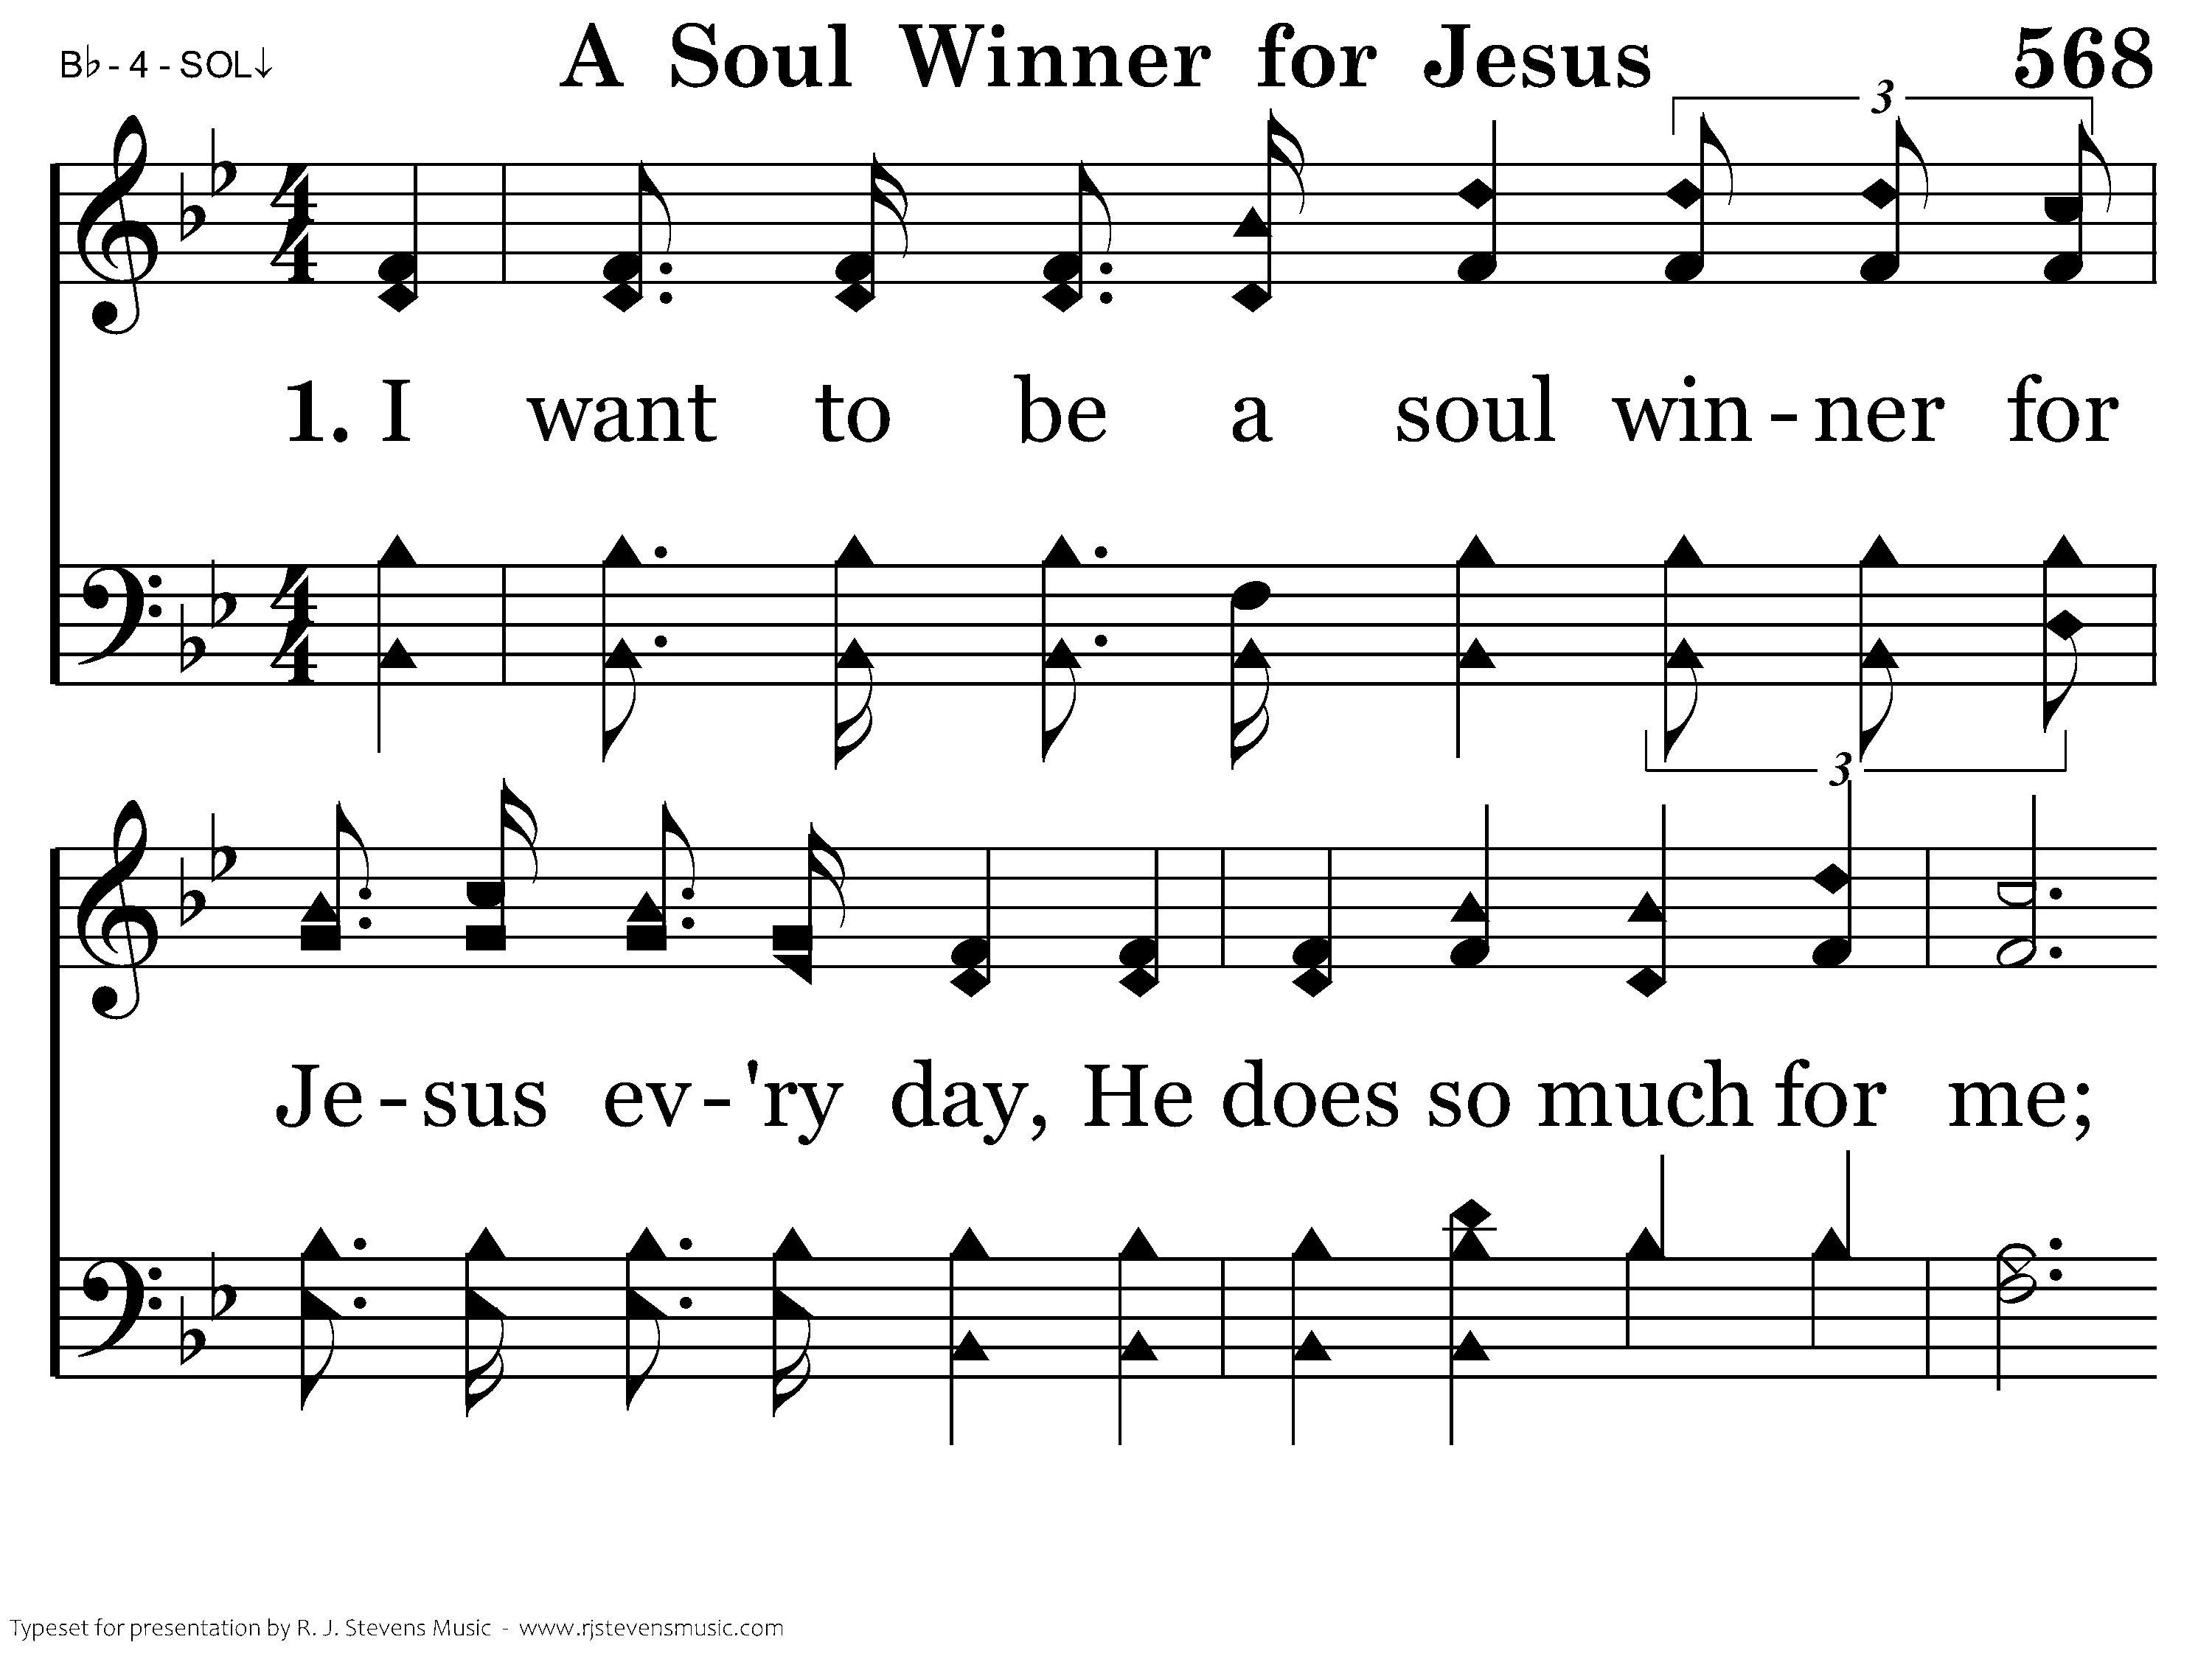 B♭ - 4 - SOL↓ A Soul Winner for Jesus 568
3
1. I want to be a soul win - ner for
3
Je - sus ev - 'ry day, He does so much for me;
Typeset for presentation by R. J. Stevens Music - www.rjstevensmusic.com